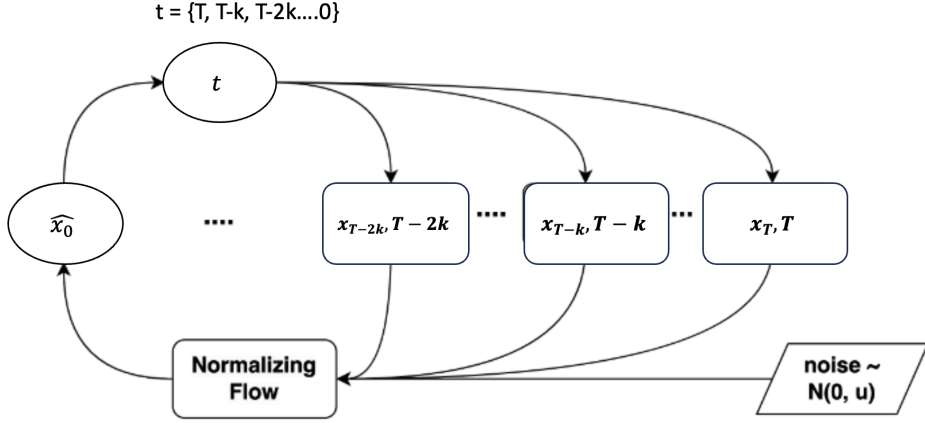 t = {T, T-k, T-2k....0}
t
x̂₀
....
x_{T-2k}, T − 2k
....
x_{T-k}, T − k
...
x_T, T
Normalizing
Flow
noise ~
N(0, u)